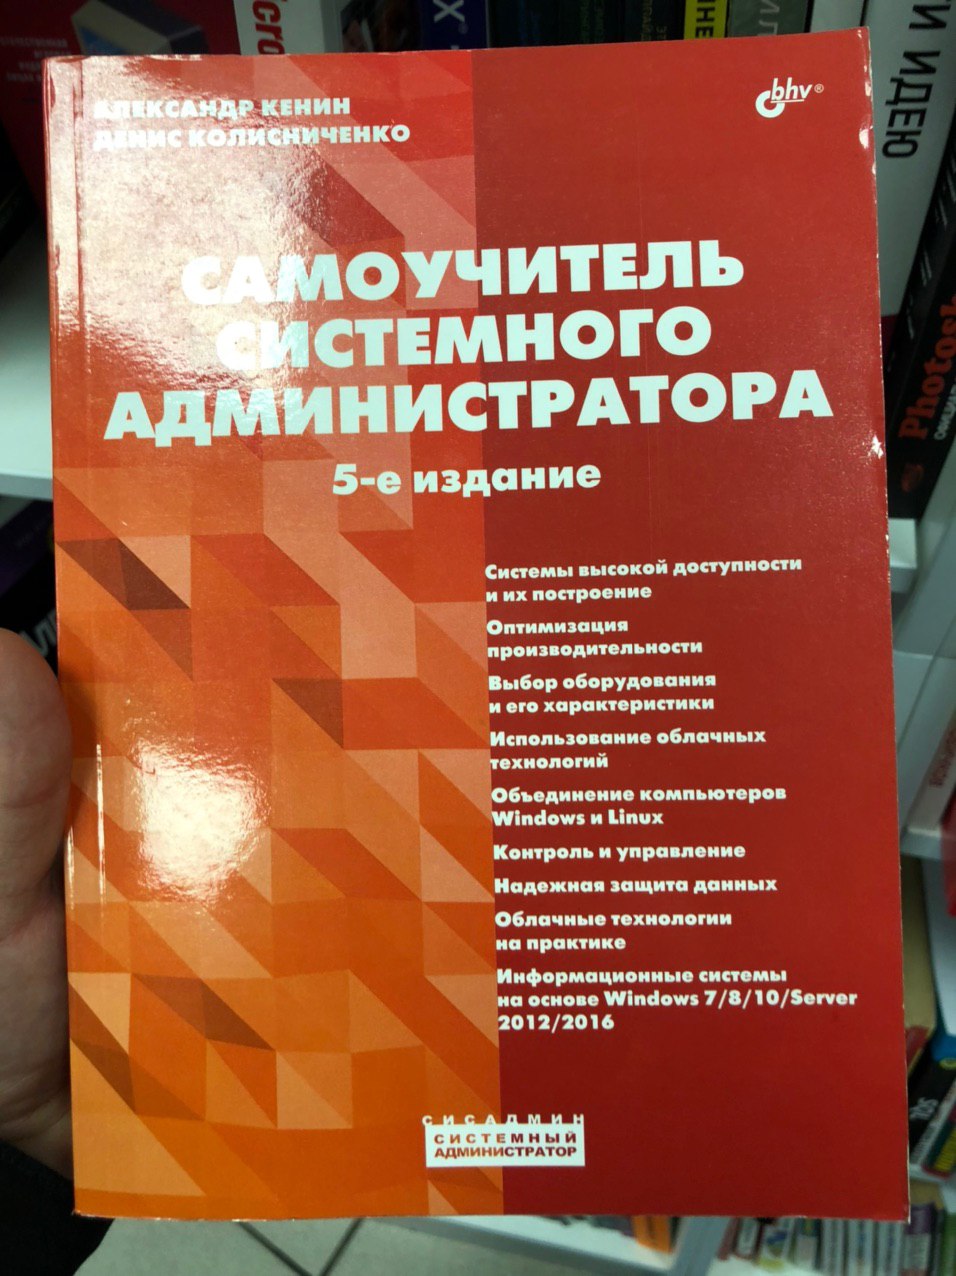 АЛЕКСАНДР КЕНИН
ДЕНИС КОЛИСНИЧЕНКО
bhv®
САМОУЧИТЕЛЬ
СИСТЕМНОГО
АДМИНИСТРАТОРА
5-е издание
Системы высокой доступности
и их построение
Оптимизация
производительности
Выбор оборудования
и его характеристики
Использование облачных
технологий
Объединение компьютеров
Windows и Linux
Контроль и управление
Надежная защита данных
Облачные технологии
на практике
Информационные системы
на основе Windows 7/8/10/Server
2012/2016
СИСАДМИН
СИСТЕМНЫЙ
АДМИНИСТРАТОР
И ИДЕЮ
Photosh